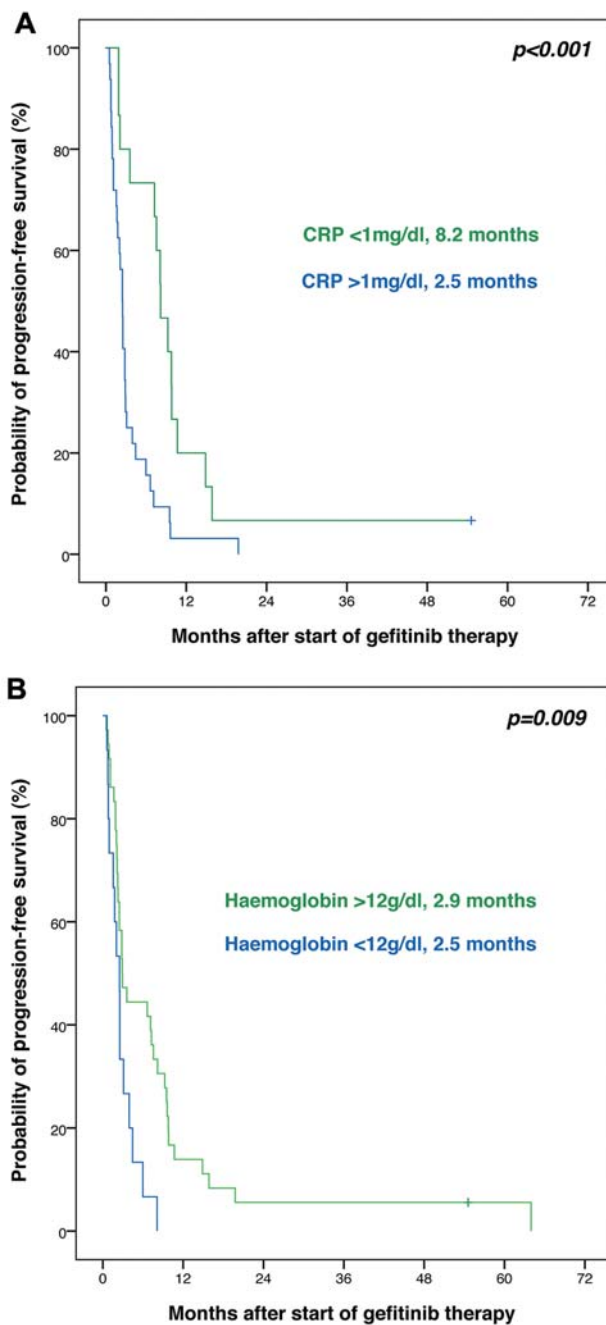 A
p<0.001
Probability of progression-free survival (%)
100
80
60
40
20
0
CRP <1mg/dl, 8.2 months
CRP >1mg/dl, 2.5 months
0 12 24 36 48 60 72
Months after start of gefitinib therapy
B
p=0.009
Probability of progression-free survival (%)
100
80
60
40
20
0
Haemoglobin >12g/dl, 2.9 months
Haemoglobin <12g/dl, 2.5 months
0 12 24 36 48 60 72
Months after start of gefitinib therapy